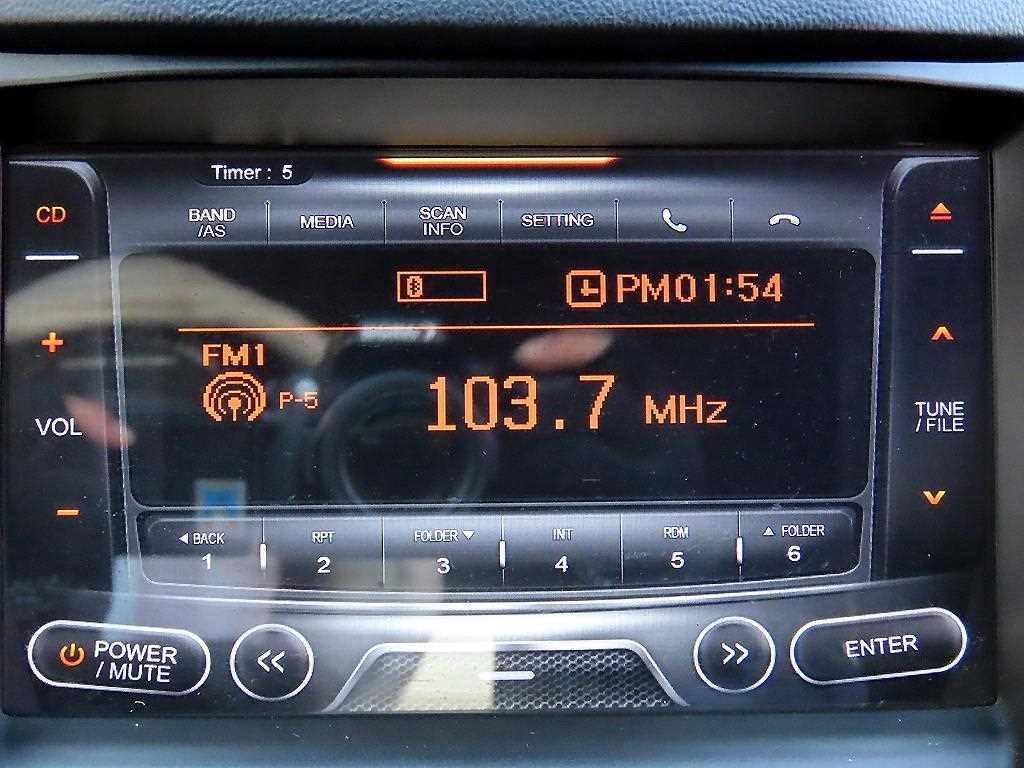 Timer : 5
CD
BAND
/AS
MEDIA
SCAN
INFO
SETTING
PM01:54
FM1
P-5
103.7 MHz
+
VOL
−
TUNE
/ FILE
◀ BACK
1
RPT
2
FOLDER ▼
3
INT
4
RDM
5
▲ FOLDER
6
POWER
/ MUTE
<<
>>
ENTER